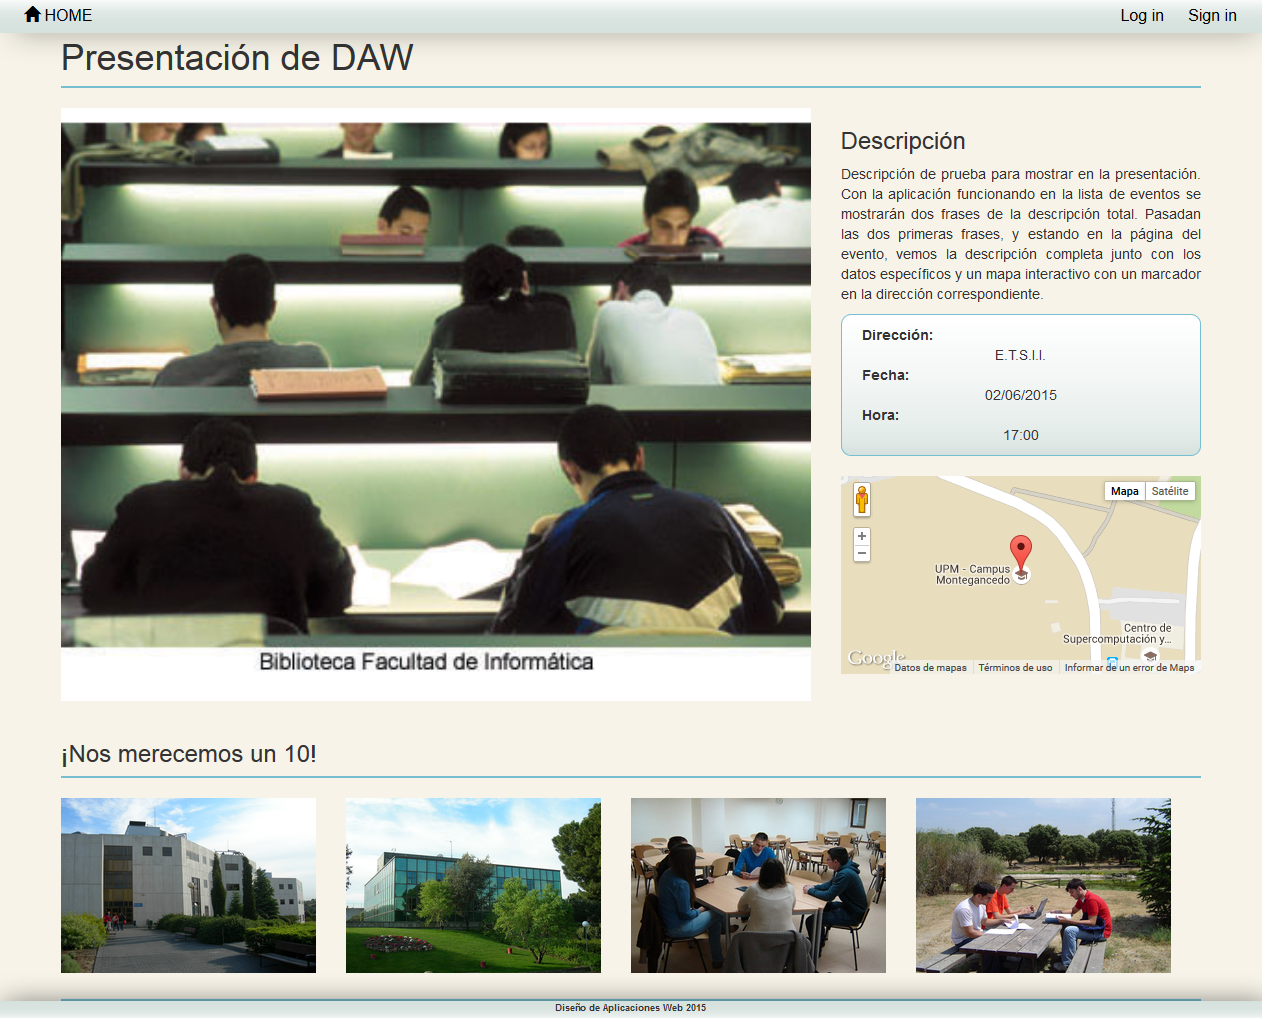 HOME
Log in
Sign in
Presentación de DAW
Biblioteca Facultad de Informática
Descripción
Descripción de prueba para mostrar en la presentación.
Con la aplicación funcionando en la lista de eventos se
mostrarán dos frases de la descripción total. Pasadan
las dos primeras frases, y estando en la página del
evento, vemos la descripción completa junto con los
datos específicos y un mapa interactivo con un marcador
en la dirección correspondiente.
Dirección:
E.T.S.I.I.
Fecha:
02/06/2015
Hora:
17:00
Mapa
Satélite
+
−
UPM - Campus
Montegancedo
Centro de
Supercomputación y...
Google
Datos de mapas
Términos de uso
Informar de un error de Maps
¡Nos merecemos un 10!
Diseño de Aplicaciones Web 2015